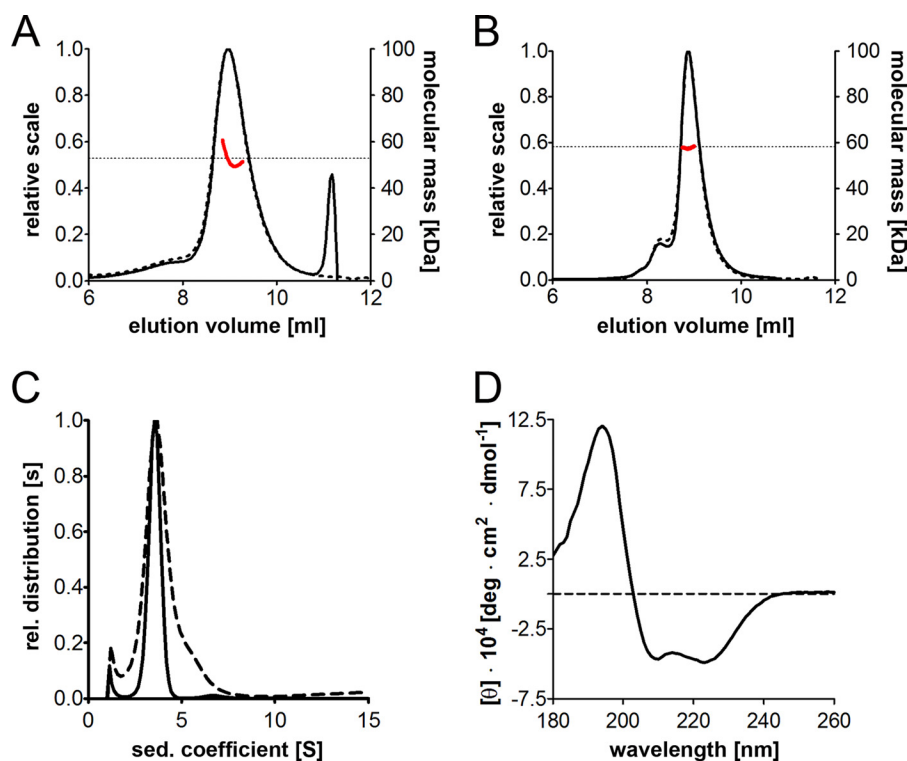 A
1.0
0.8
0.6
0.4
0.2
0.0
relative scale
100
80
60
40
20
0
molecular mass [kDa]
6 8 10 12
elution volume [ml]
B
1.0
0.8
0.6
0.4
0.2
0.0
relative scale
100
80
60
40
20
0
molecular mass [kDa]
6 8 10 12
elution volume [ml]
C
1.0
0.8
0.6
0.4
0.2
0.0
rel. distribution [s]
0 5 10 15
sed. coefficient [S]
D
12.5
7.5
2.5
-2.5
-7.5
[θ] · 10⁴ [deg · cm² · dmol⁻¹]
180 200 220 240 260
wavelength [nm]